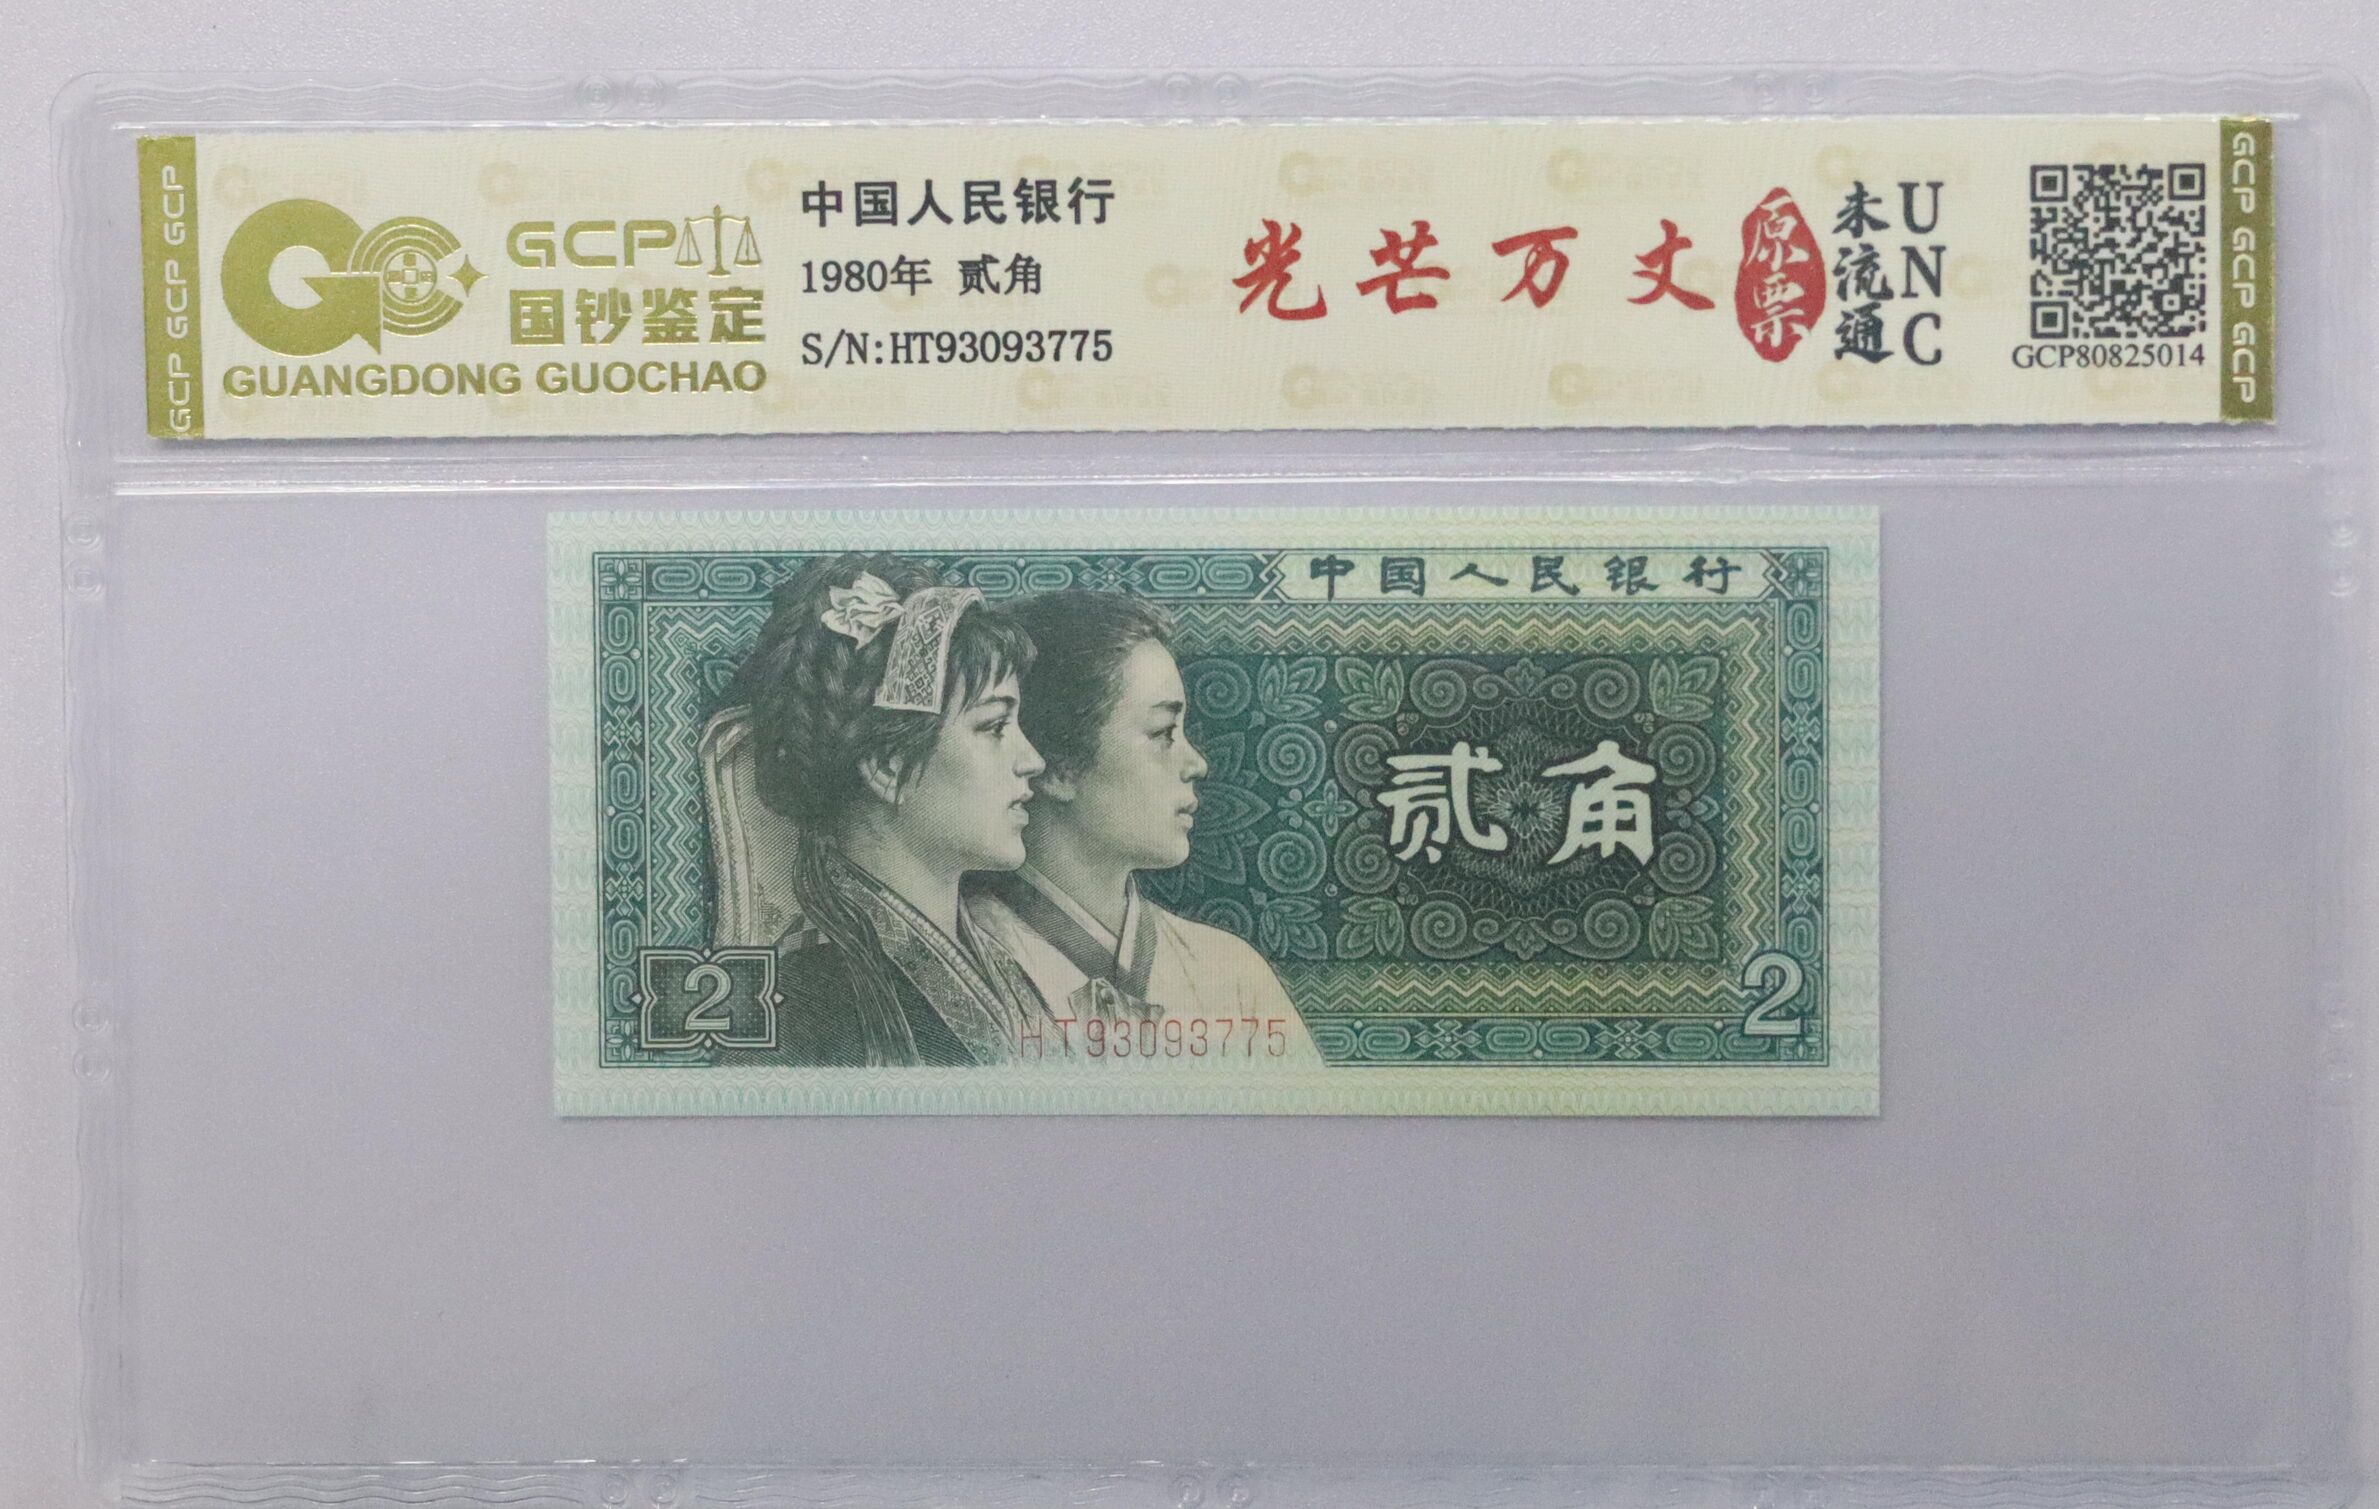 GCP GCP GCP
GCP
国钞鉴定
GUANGDONG GUOCHAO
中国人民银行
1980年 贰角
S/N:HT93093775
光芒万丈
原票
未流通
UNC
GCP80825014
GCP GCP GCP
中国人民银行
贰角
2
2
HT93093775